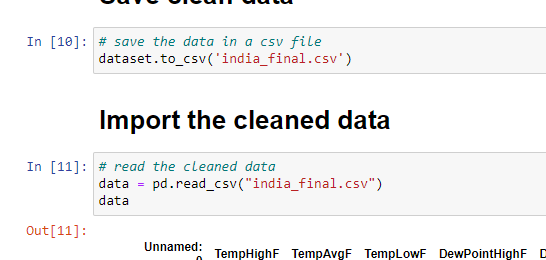 Save clean data
In [10]:
# save the data in a csv file
dataset.to_csv('india_final.csv')
Import the cleaned data
In [11]:
# read the cleaned data
data = pd.read_csv("india_final.csv")
data
Out[11]:
Unnamed:
0 TempHighF TempAvgF TempLowF DewPointHighF D